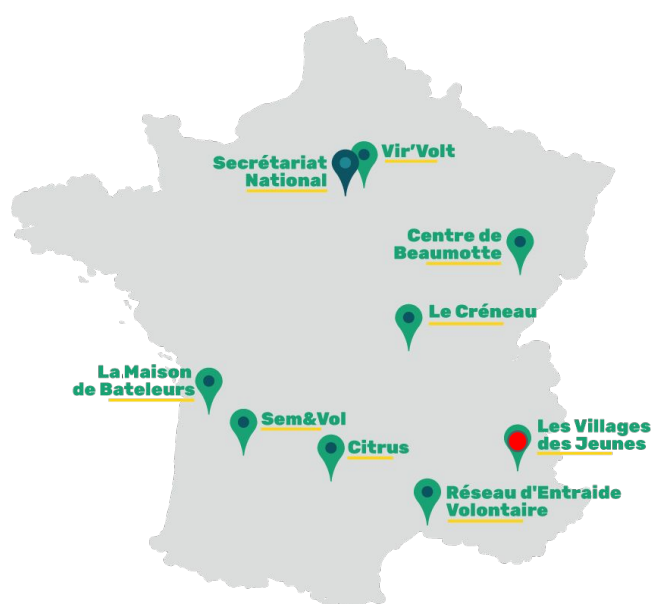 Vir'Volt
Secrétariat
National
Centre de
Beaumotte
Le Créneau
La Maison
de Bateleurs
Sem&Vol
Citrus
Les Villages
des Jeunes
Réseau d'Entraide
Volontaire